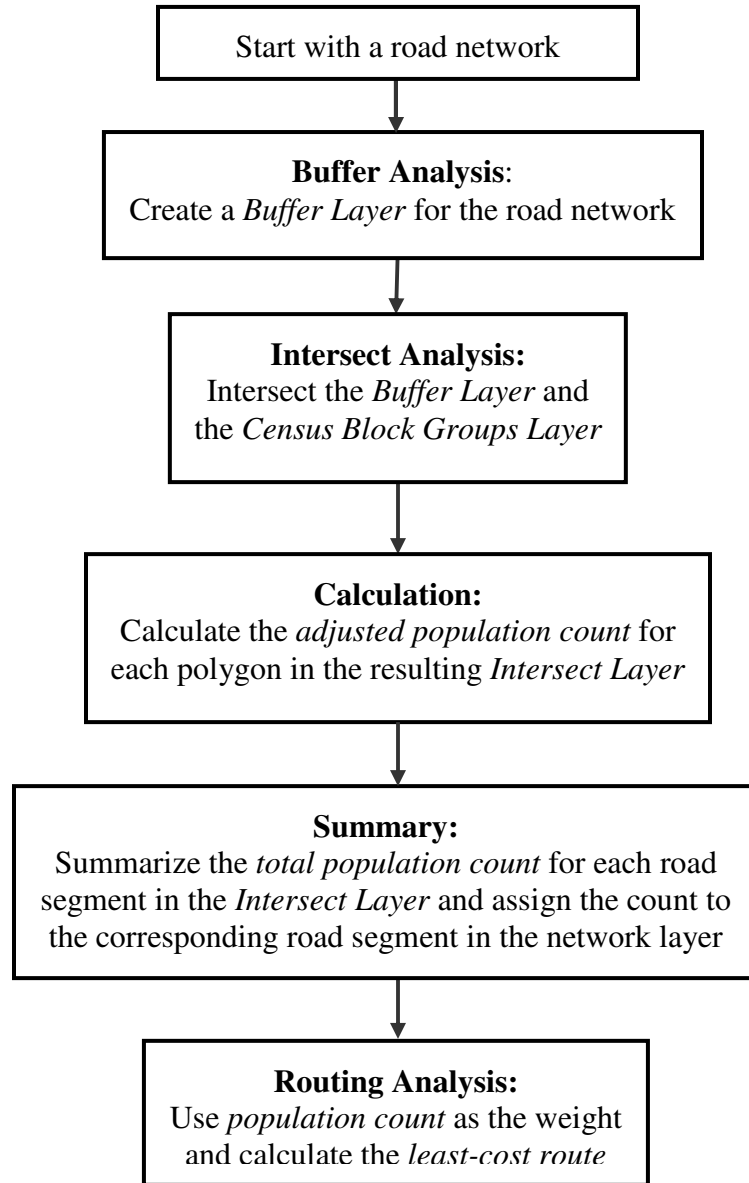 Start with a road network
Buffer Analysis:
Create a Buffer Layer for the road network
Intersect Analysis:
Intersect the Buffer Layer and
the Census Block Groups Layer
Calculation:
Calculate the adjusted population count for
each polygon in the resulting Intersect Layer
Summary:
Summarize the total population count for each road
segment in the Intersect Layer and assign the count to
the corresponding road segment in the network layer
Routing Analysis:
Use population count as the weight
and calculate the least-cost route